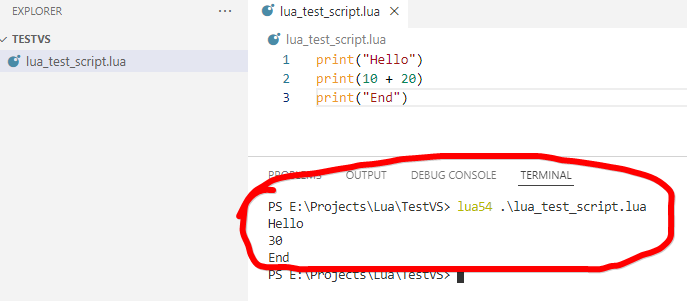 EXPLORER
TESTVS
lua_test_script.lua
lua_test_script.lua
lua_test_script.lua
1 print("Hello")
2 print(10 + 20)
3 print("End")
PROBLEMS OUTPUT DEBUG CONSOLE TERMINAL
PS E:\Projects\Lua\TestVS> lua54 .\lua_test_script.lua
Hello
30
End
PS E:\Projects\Lua\TestVS>